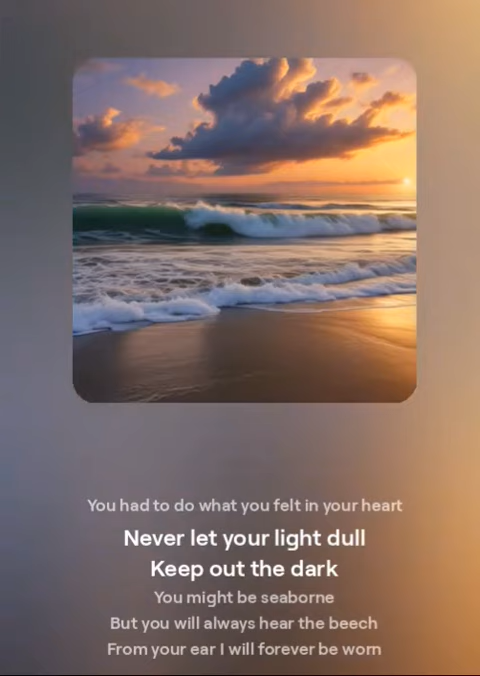 You had to do what you felt in your heart
Never let your light dull
Keep out the dark
You might be seaborne
But you will always hear the beech
From your ear I will forever be worn